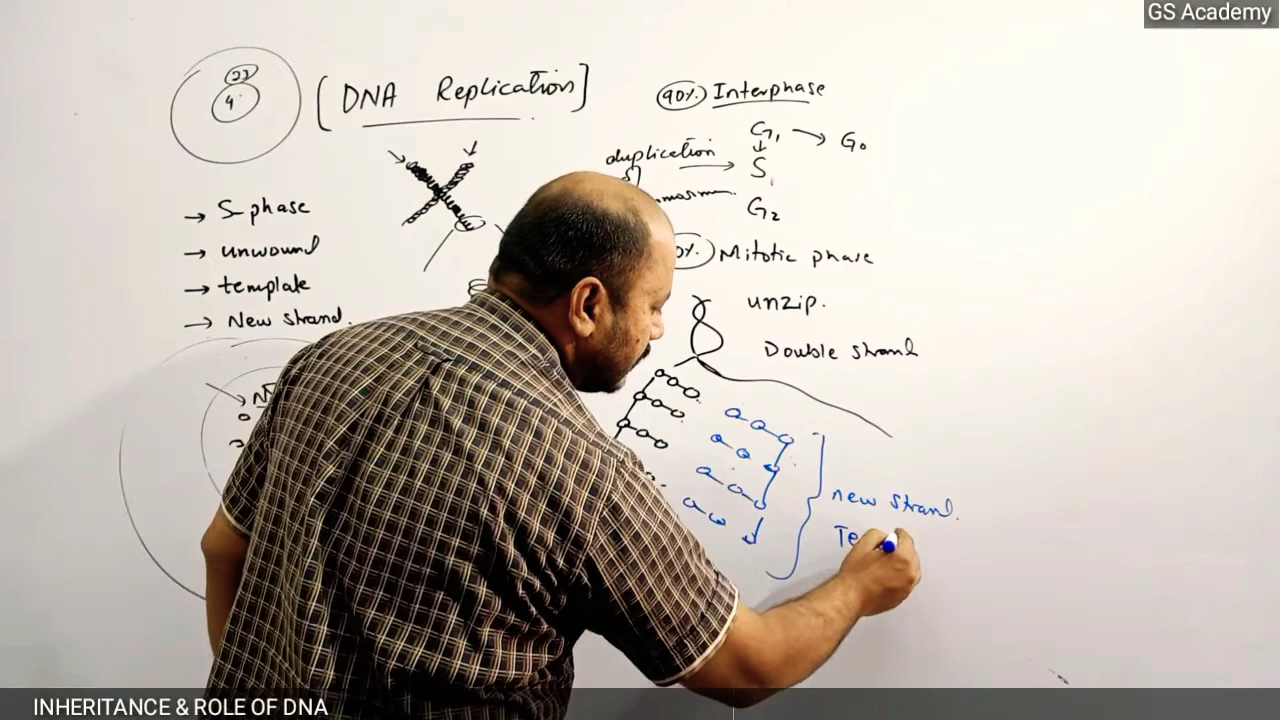 GS Academy
[DNA Replication]
→ S-phase
→ unwound
→ template
→ New strand.
90%. Interphase
G₁ → G₀
duplication → S
G₂
Mitotic phase
unzip.
Double strand
new strand.
Te
INHERITANCE & ROLE OF DNA